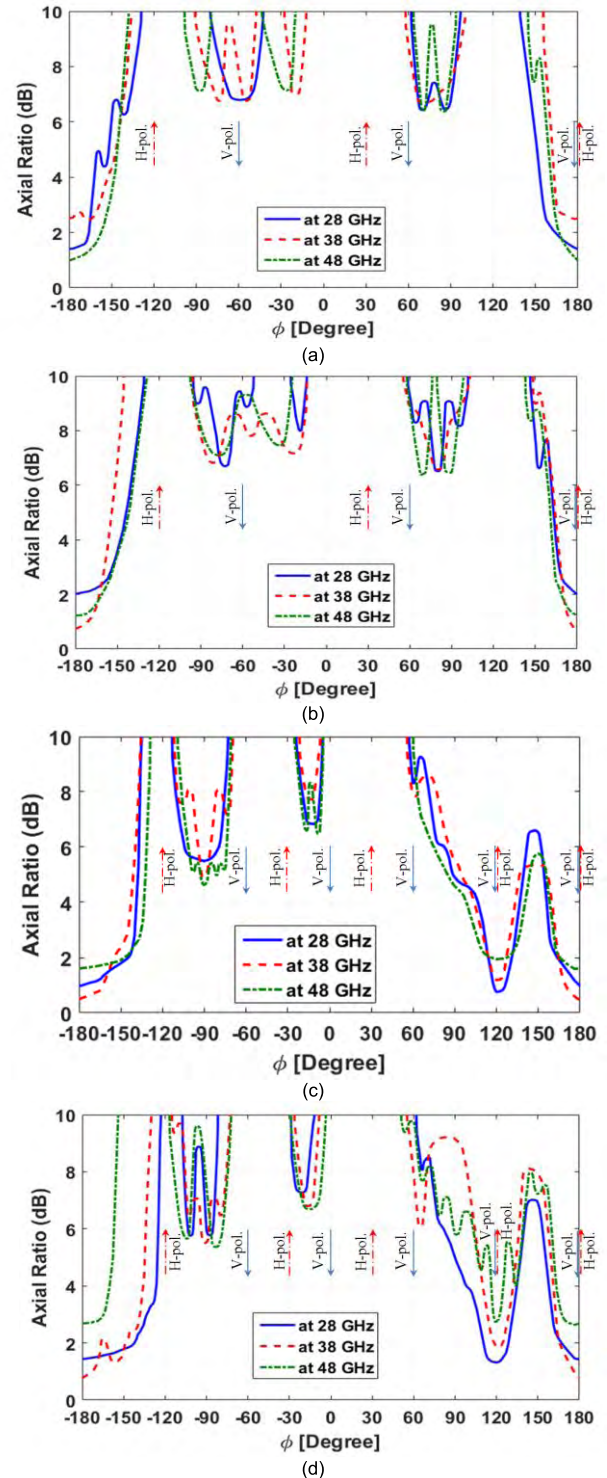 10
8
6
4
2
0
Axial Ratio (dB)
H-pol.
V-pol.
H-pol.
V-pol.
V-pol.
H-pol.
at 28 GHz
at 38 GHz
at 48 GHz
-180 -150 -120 -90 -60 -30 0 30 60 90 120 150 180
ϕ [Degree]
(a)
10
8
6
4
2
0
Axial Ratio (dB)
H-pol.
V-pol.
H-pol.
V-pol.
V-pol.
H-pol.
at 28 GHz
at 38 GHz
at 48 GHz
-180 -150 -120 -90 -60 -30 0 30 60 90 120 150 180
ϕ [Degree]
(b)
10
8
6
4
2
0
Axial Ratio (dB)
H-pol.
V-pol.
H-pol.
V-pol.
H-pol.
V-pol.
V-pol.
H-pol.
V-pol.
H-pol.
at 28 GHz
at 38 GHz
at 48 GHz
-180 -150 -120 -90 -60 -30 0 30 60 90 120 150 180
ϕ [Degree]
(c)
10
8
6
4
2
0
Axial Ratio (dB)
H-pol.
V-pol.
H-pol.
V-pol.
H-pol.
V-pol.
V-pol.
H-pol.
V-pol.
H-pol.
at 28 GHz
at 38 GHz
at 48 GHz
-180 -150 -120 -90 -60 -30 0 30 60 90 120 150 180
ϕ [Degree]
(d)